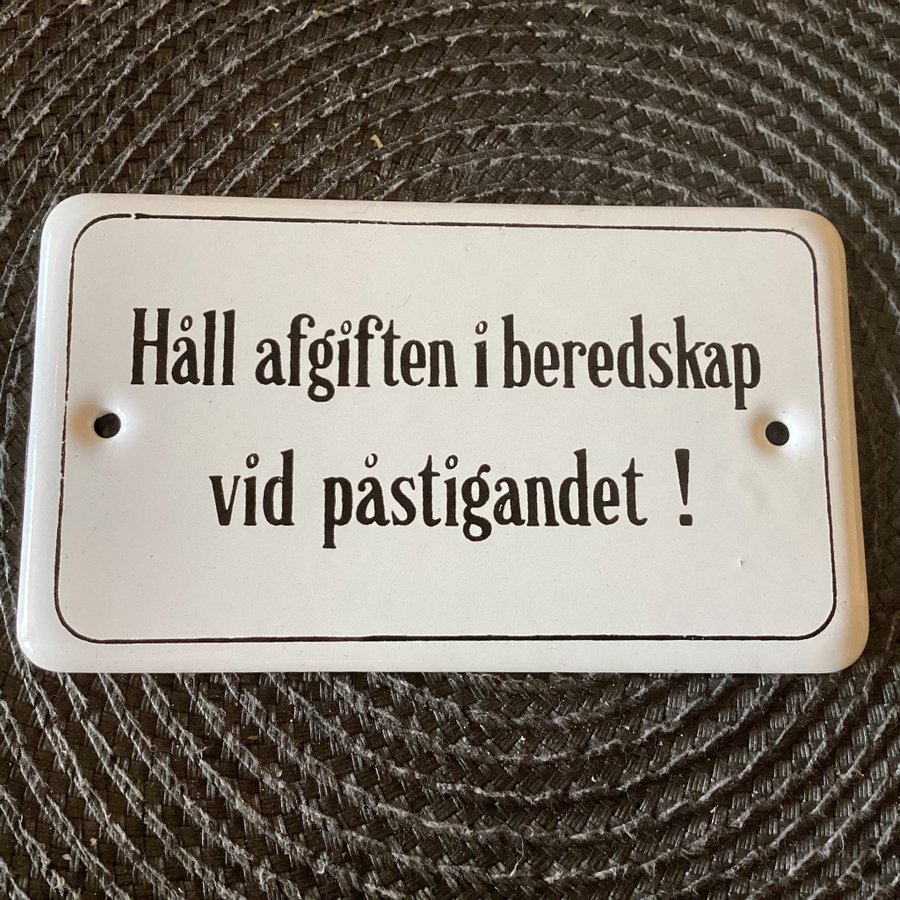 Håll afgiften i beredskap
vid påstigandet !